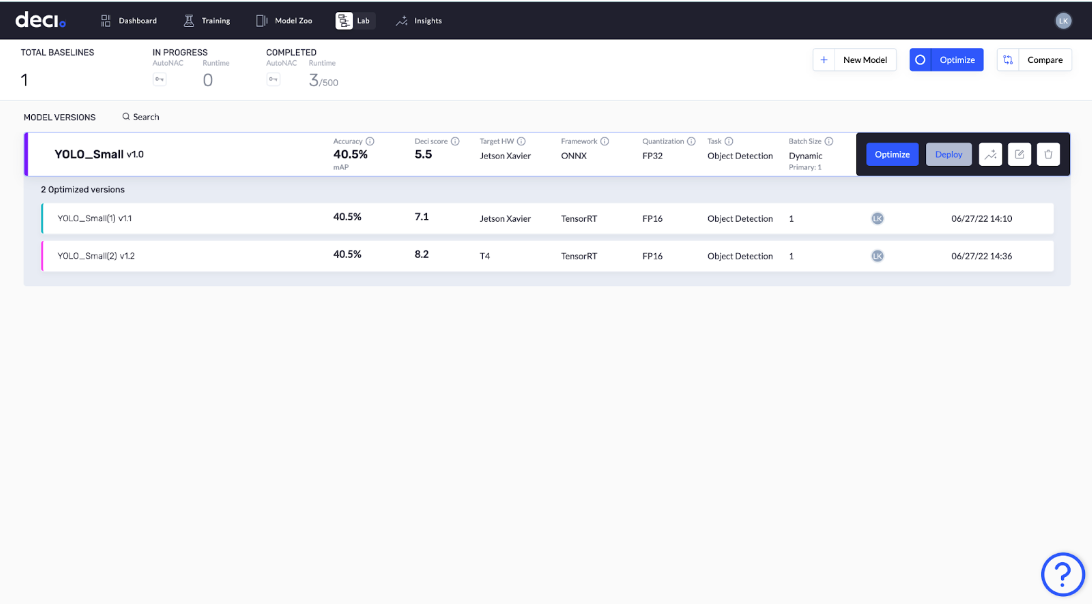 deci.
Dashboard
Training
Model Zoo
Lab
Insights
LK
TOTAL BASELINES
1
IN PROGRESS
AutoNAC Runtime
0
COMPLETED
AutoNAC Runtime
3/500
+ New Model
Optimize
Compare
MODEL VERSIONS
Search
YOLO_Small v1.0
Accuracy
40.5%
mAP
Deci score
5.5
Target HW
Jetson Xavier
Framework
ONNX
Quantization
FP32
Task
Object Detection
Batch Size
Dynamic
Primary: 1
Optimize
Deploy
2 Optimized versions
YOLO_Small(1) v1.1 40.5% 7.1 Jetson Xavier TensorRT FP16 Object Detection 1 LK 06/27/22 14:10
YOLO_Small(2) v1.2 40.5% 8.2 T4 TensorRT FP16 Object Detection 1 LK 06/27/22 14:36
?